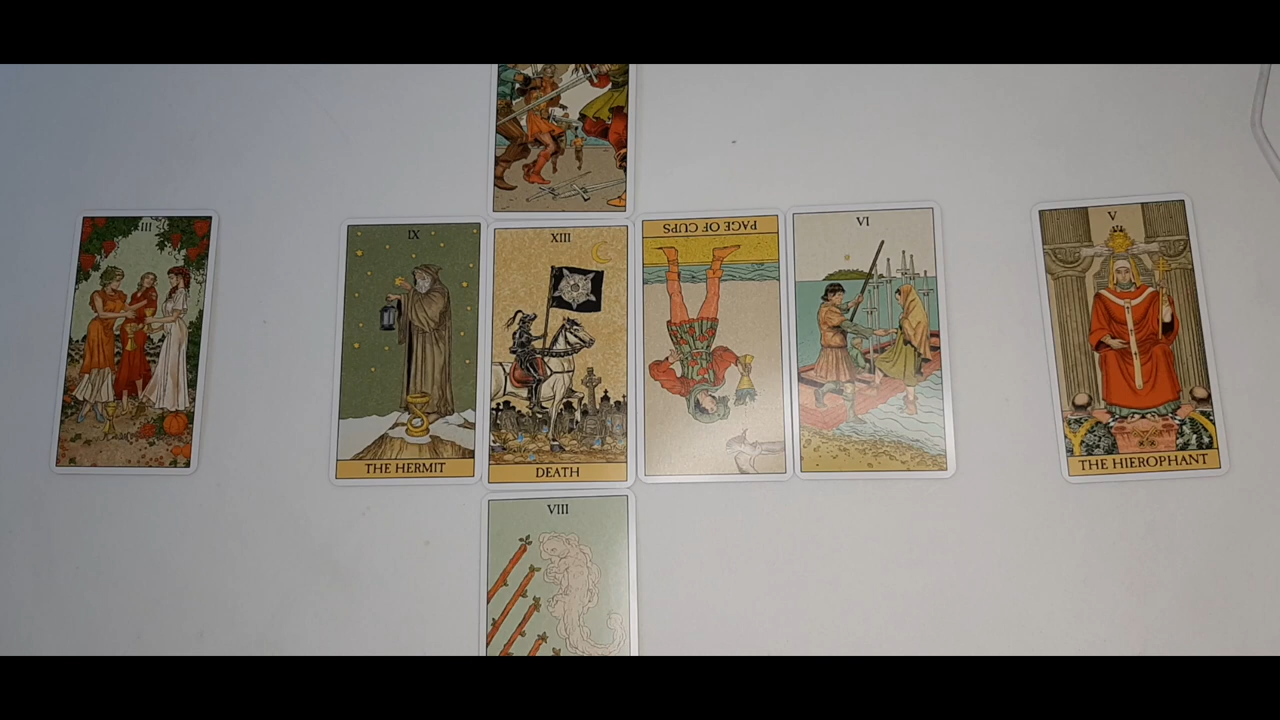 III
IX
THE HERMIT
XIII
DEATH
PAGE OF CUPS
VI
V
THE HIEROPHANT
VIII